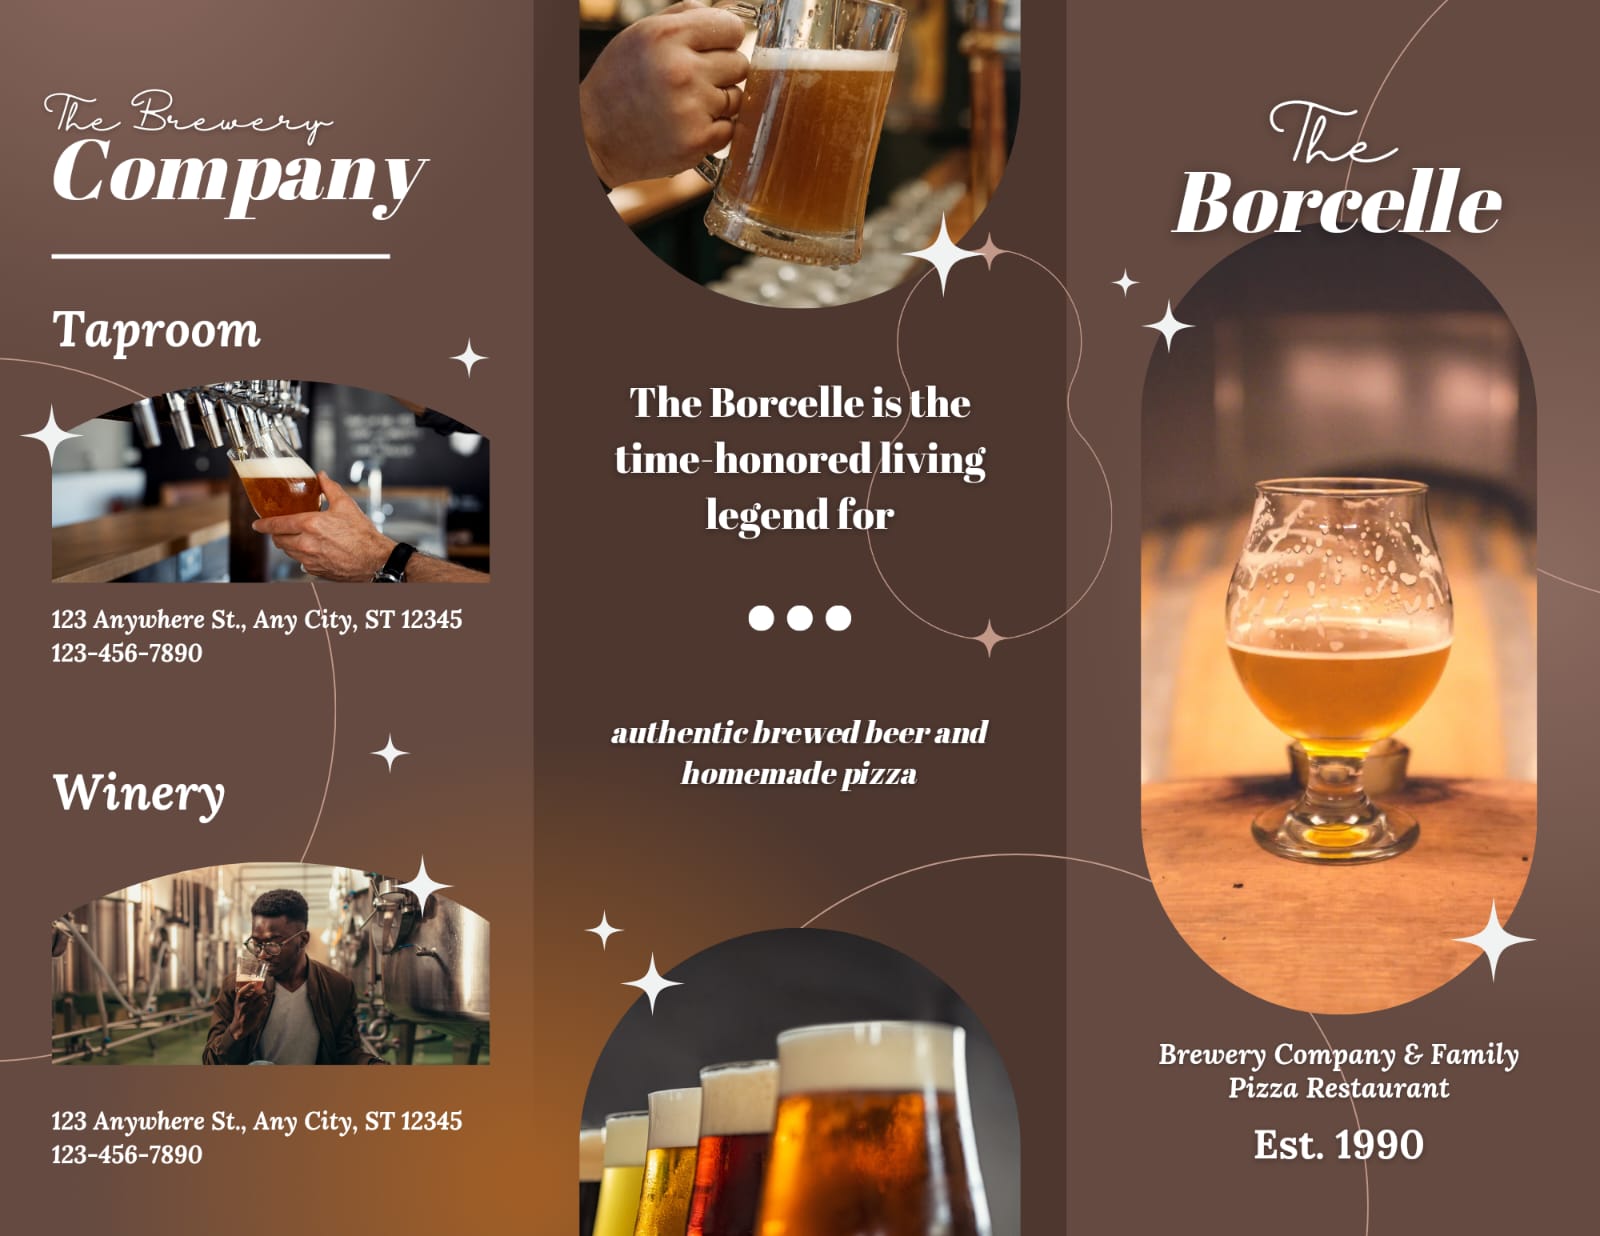 The Brewery
Company
Taproom
123 Anywhere St., Any City, ST 12345
123-456-7890
Winery
123 Anywhere St., Any City, ST 12345
123-456-7890
The Borcelle is the
time-honored living
legend for
authentic brewed beer and
homemade pizza
The
Borcelle
Brewery Company & Family
Pizza Restaurant
Est. 1990